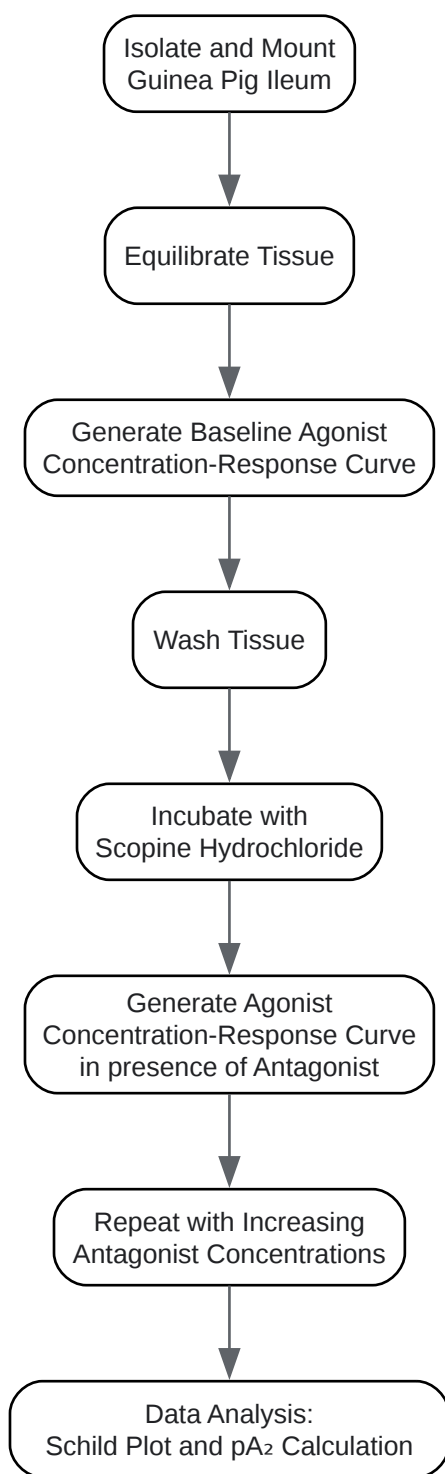 Isolate and Mount
Guinea Pig Ileum
Equilibrate Tissue
Generate Baseline Agonist
Concentration-Response Curve
Wash Tissue
Incubate with
Scopine Hydrochloride
Generate Agonist
Concentration-Response Curve
in presence of Antagonist
Repeat with Increasing
Antagonist Concentrations
Data Analysis:
Schild Plot and pA₂ Calculation